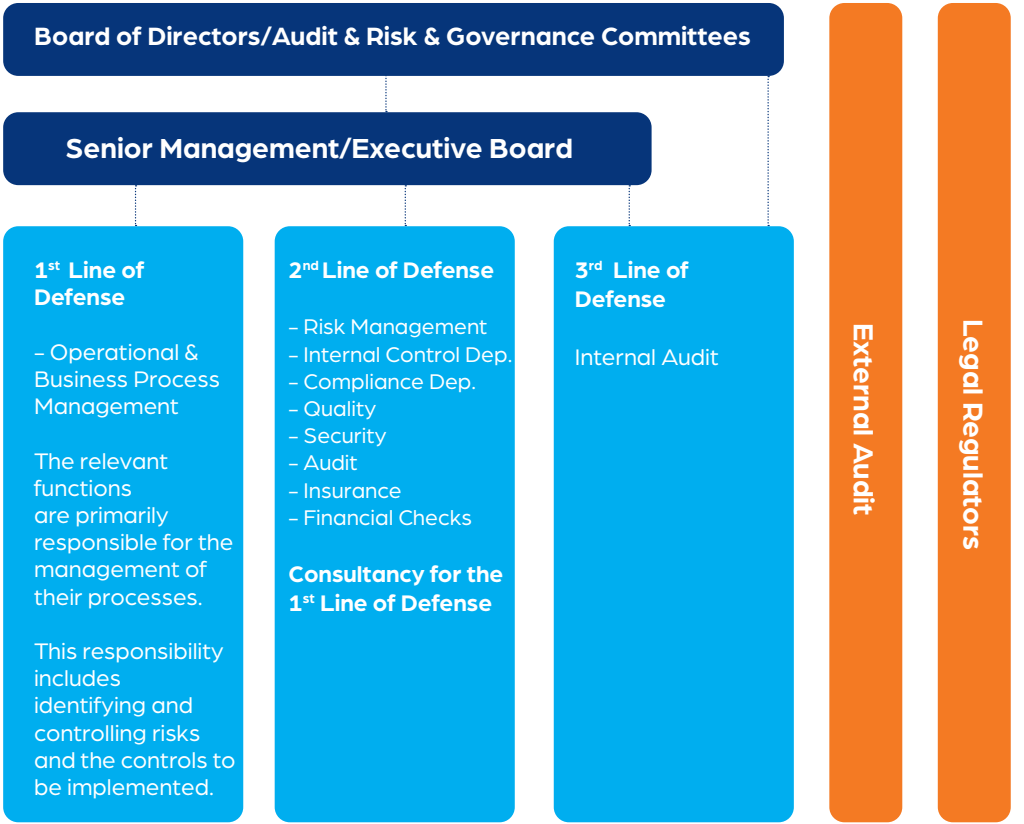 Board of Directors/Audit & Risk & Governance Committees
Senior Management/Executive Board
1st Line of
Defense
– Operational &
Business Process
Management
The relevant
functions
are primarily
responsible for the
management of
their processes.
This responsibility
includes
identifying and
controlling risks
and the controls to
be implemented.
2nd Line of Defense
– Risk Management
– Internal Control Dep.
– Compliance Dep.
– Quality
– Security
– Audit
– Insurance
– Financial Checks
Consultancy for the
1st Line of Defense
3rd Line of
Defense
Internal Audit
External Audit
Legal Regulators